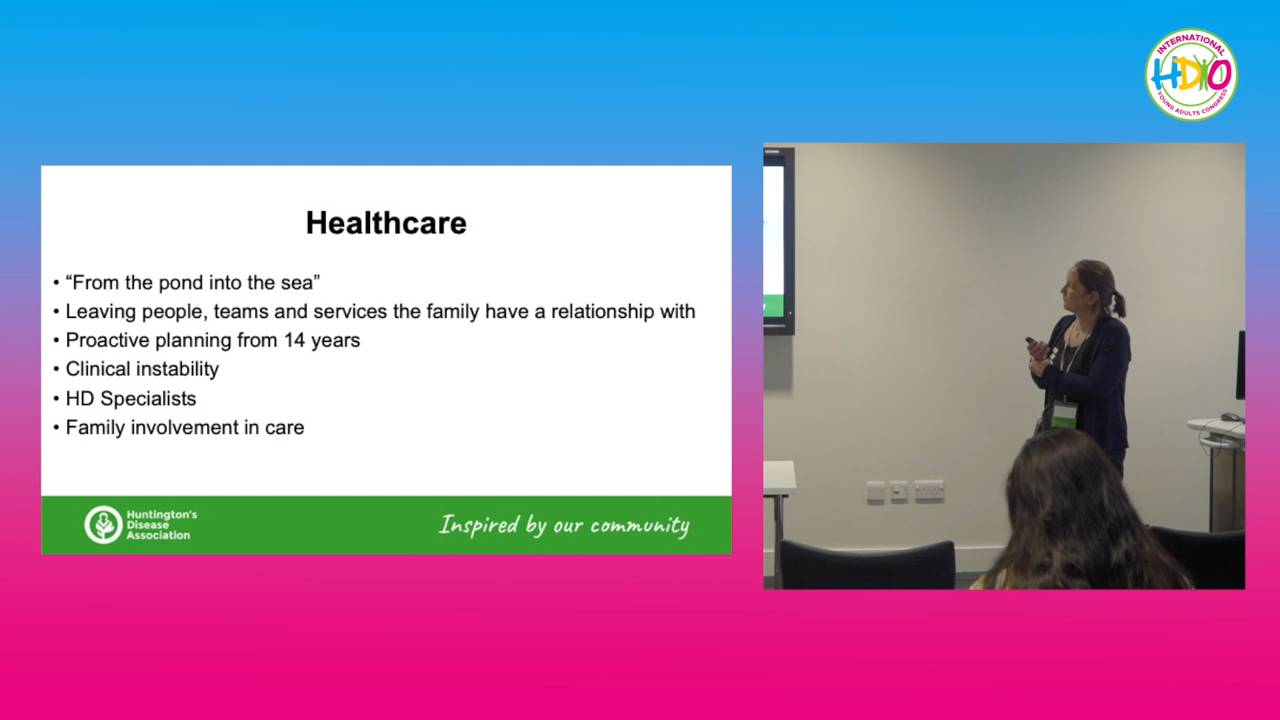 INTERNATIONAL
HDYO
YOUNG ADULTS CONGRESS
Healthcare
• “From the pond into the sea”
• Leaving people, teams and services the family have a relationship with
• Proactive planning from 14 years
• Clinical instability
• HD Specialists
• Family involvement in care
Huntington's
Disease
Association
Inspired by our community